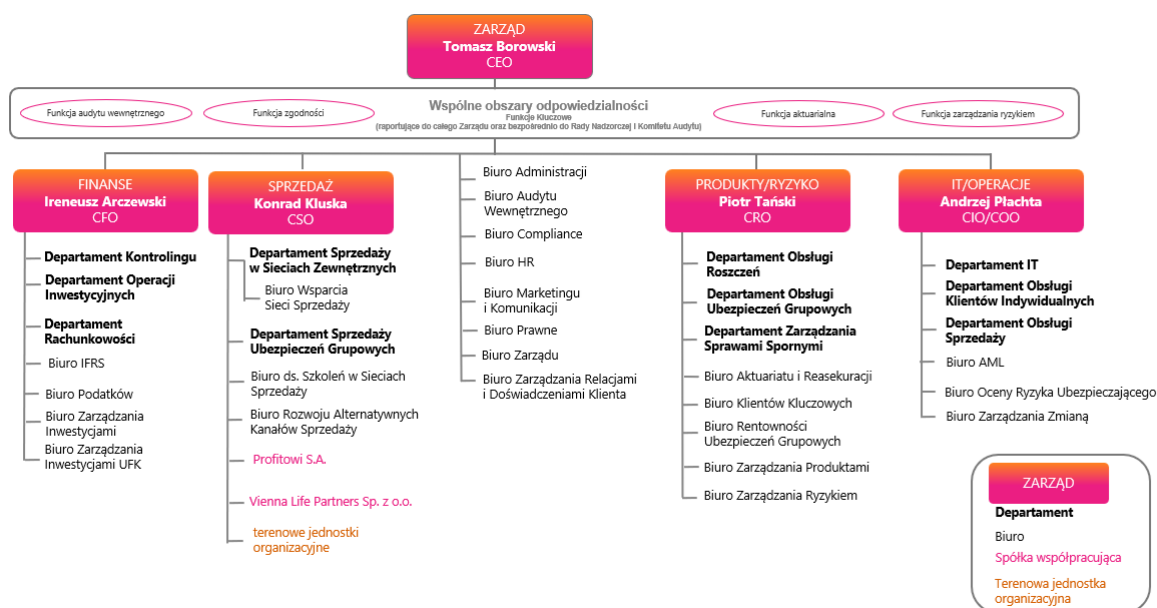 ZARZĄD
Tomasz Borowski
CEO
Wspólne obszary odpowiedzialności
Funkcje Kluczowe
(raportujące do całego Zarządu oraz bezpośrednio do Rady Nadzorczej i Komitetu Audytu)
Funkcja audytu wewnętrznego
Funkcja zgodności
Funkcja aktuarialna
Funkcja zarządzania ryzykiem
FINANSE
Ireneusz Arczewski
CFO
Departament Kontrolingu
Departament Operacji
Inwestycyjnych
Departament
Rachunkowości
Biuro IFRS
Biuro Podatków
Biuro Zarządzania
Inwestycjami
Biuro Zarządzania
Inwestycjami UFK
SPRZEDAŻ
Konrad Kluska
CSO
Departament Sprzedaży
w Sieciach Zewnętrznych
Biuro Wsparcia
Sieci Sprzedaży
Departament Sprzedaży
Ubezpieczeń Grupowych
Biuro ds. Szkoleń w Sieciach
Sprzedaży
Biuro Rozwoju Alternatywnych
Kanałów Sprzedaży
Profitowi S.A.
Vienna Life Partners Sp. z o.o.
terenowe jednostki
organizacyjne
Biuro Administracji
Biuro Audytu
Wewnętrznego
Biuro Compliance
Biuro HR
Biuro Marketingu
i Komunikacji
Biuro Prawne
Biuro Zarządu
Biuro Zarządzania Relacjami
i Doświadczeniami Klienta
PRODUKTY/RYZYKO
Piotr Tański
CRO
Departament Obsługi
Roszczeń
Departament Obsługi
Ubezpieczeń Grupowych
Departament Zarządzania
Sprawami Spornymi
Biuro Aktuariatu i Reasekuracji
Biuro Klientów Kluczowych
Biuro Rentowności
Ubezpieczeń Grupowych
Biuro Zarządzania Produktami
Biuro Zarządzania Ryzykiem
IT/OPERACJE
Andrzej Płachta
CIO/COO
Departament IT
Departament Obsługi
Klientów Indywidualnych
Departament Obsługi
Sprzedaży
Biuro AML
Biuro Oceny Ryzyka Ubezpieczającego
Biuro Zarządzania Zmianą
ZARZĄD
Departament
Biuro
Spółka współpracująca
Terenowa jednostka
organizacyjna